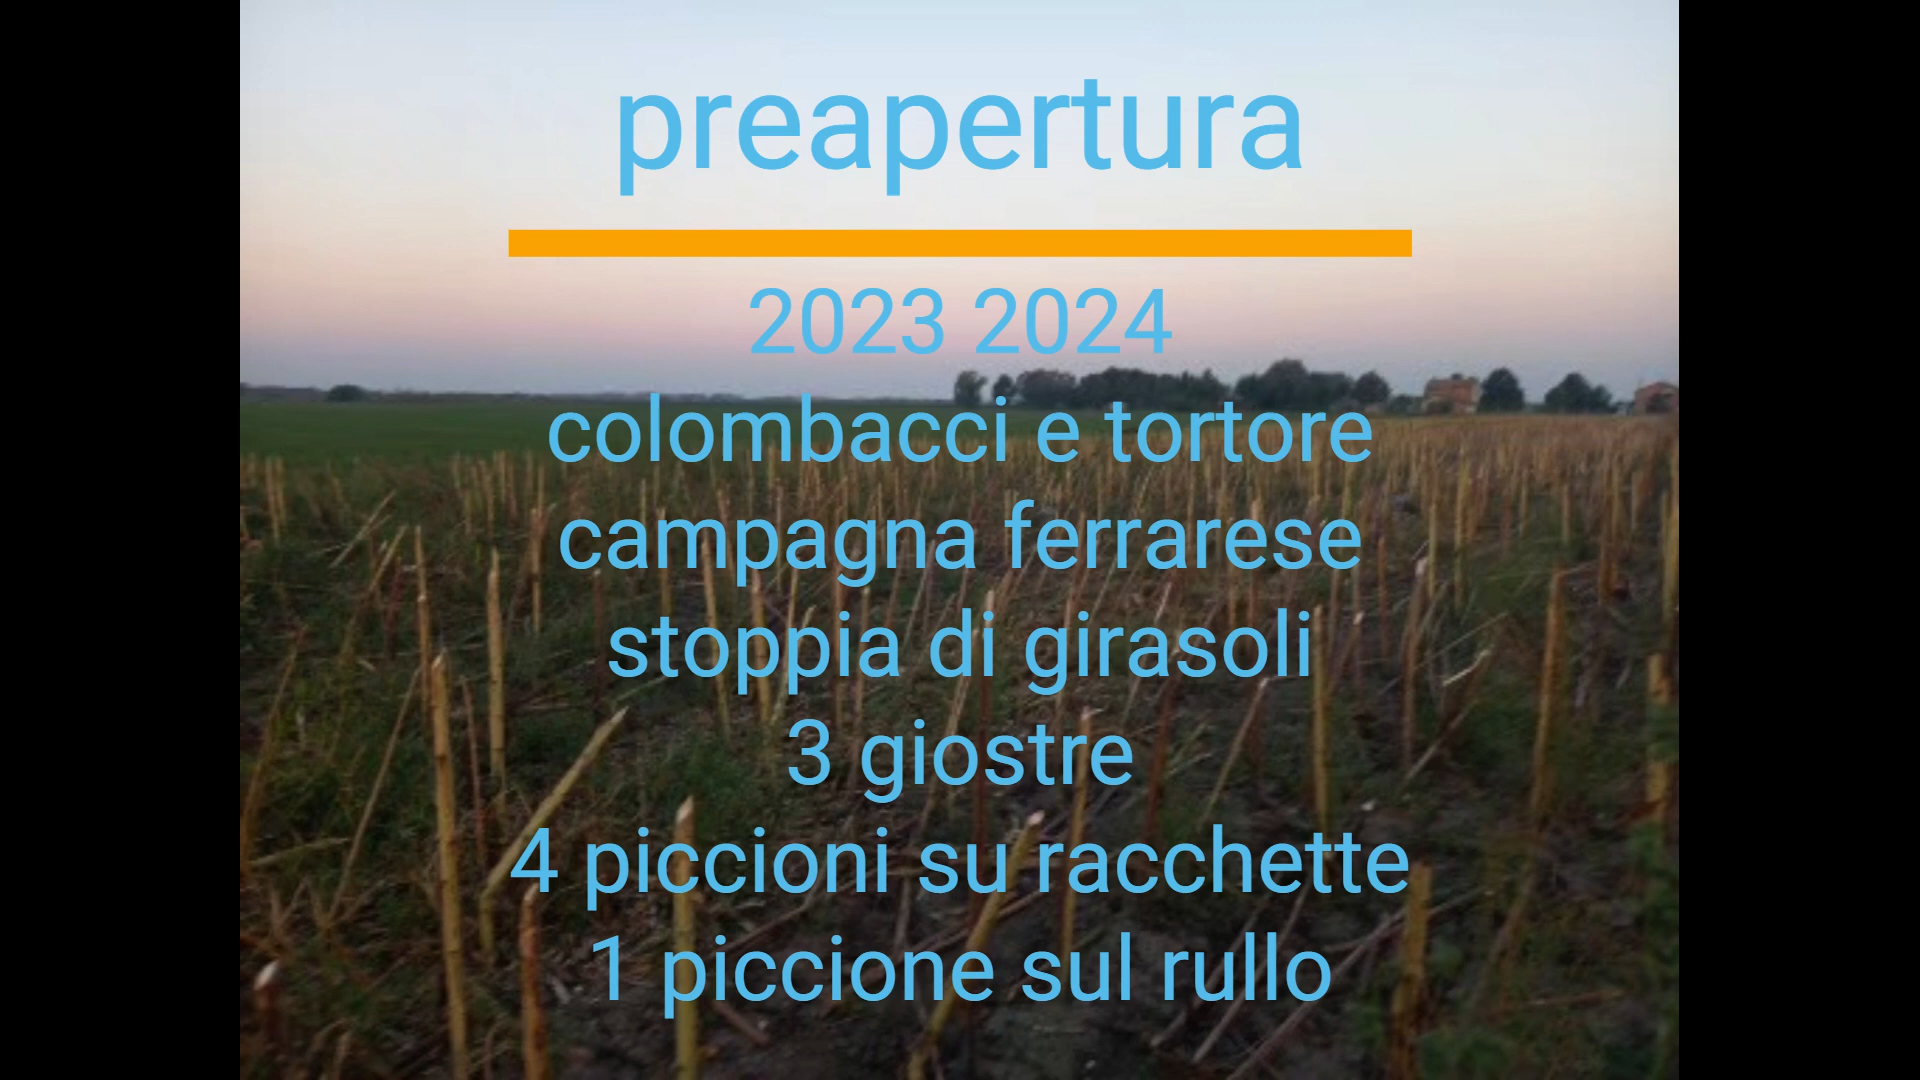 preapertura
2023 2024
colombacci e tortore
campagna ferrarese
stoppia di girasoli
3 giostre
4 piccioni su racchette
1 piccione sul rullo